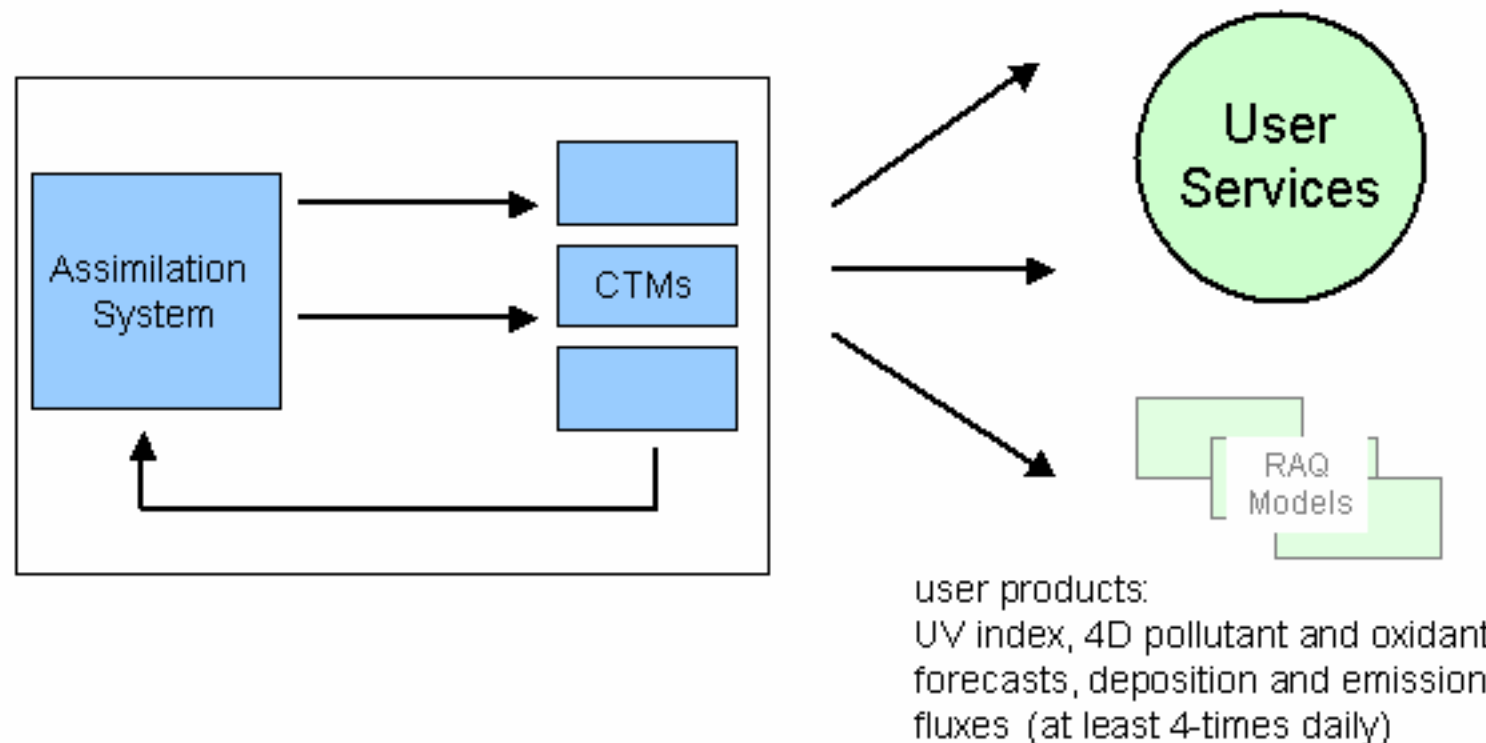 Assimilation
System
CTMs
User
Services
RAQ
Models
user products:
UV index, 4D pollutant and oxidant
forecasts, deposition and emission
fluxes (at least 4-times daily)